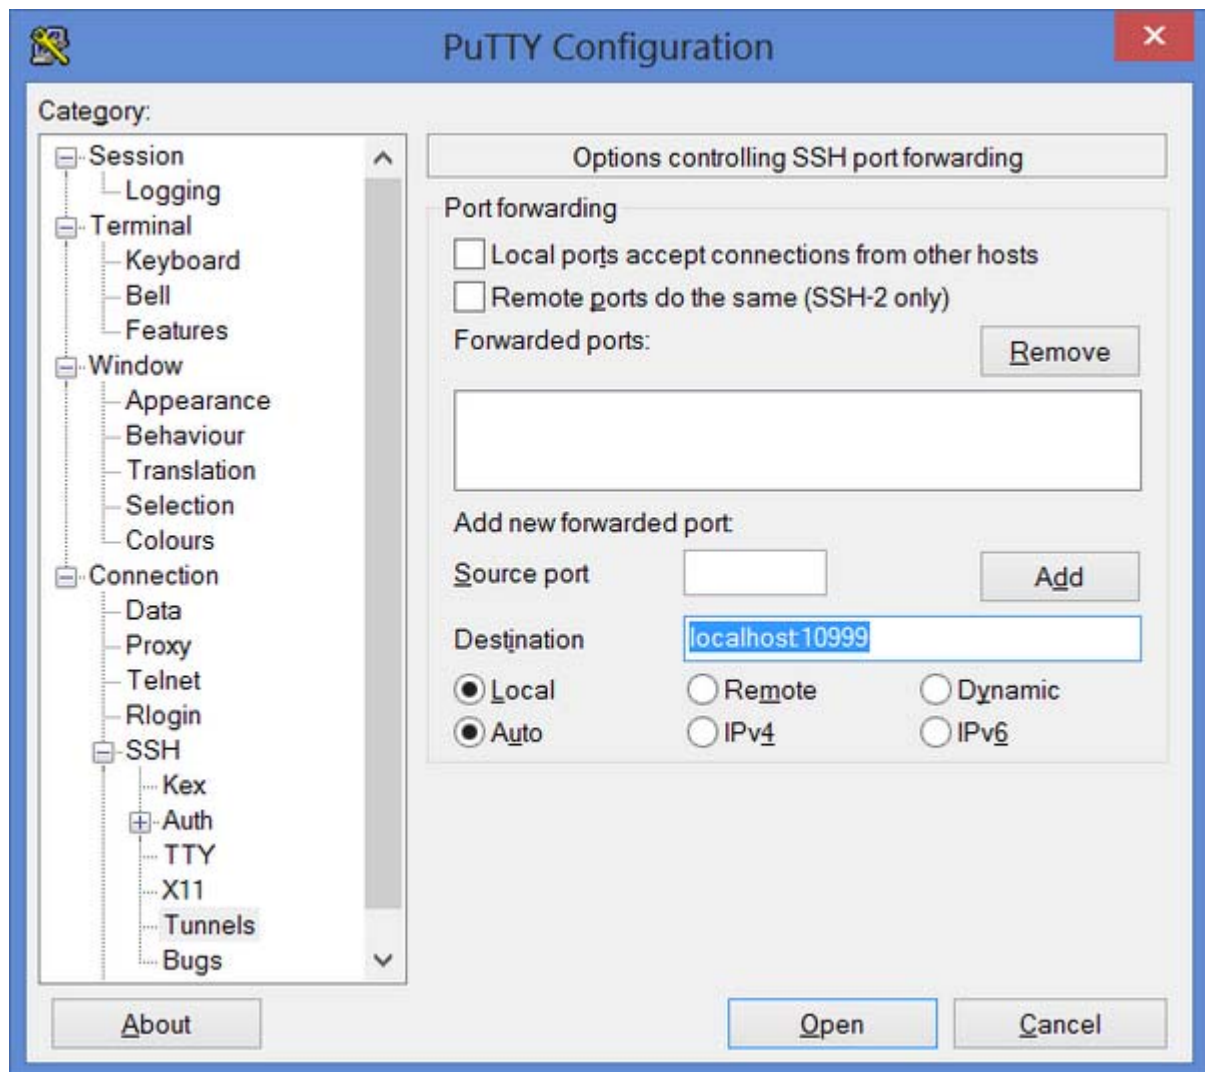 PuTTY Configuration
Category:
Session
Logging
Terminal
Keyboard
Bell
Features
Window
Appearance
Behaviour
Translation
Selection
Colours
Connection
Data
Proxy
Telnet
Rlogin
SSH
Kex
Auth
TTY
X11
Tunnels
Bugs
Options controlling SSH port forwarding
Port forwarding
Local ports accept connections from other hosts
Remote ports do the same (SSH-2 only)
Forwarded ports:
Remove
Add new forwarded port:
Source port
Add
Destination
localhost:10999
Local Remote Dynamic
Auto IPv4 IPv6
About
Open
Cancel